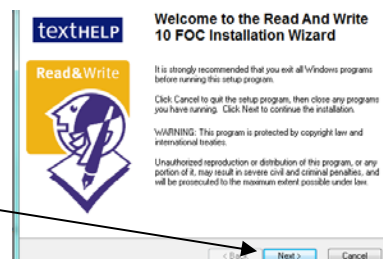 textHELP
Read&Write
Welcome to the Read And Write
10 FOC Installation Wizard
It is strongly recommended that you exit all Windows programs
before running this setup program.
Click Cancel to quit the setup program, then close any programs
you have running. Click Next to continue the installation.
WARNING: This program is protected by copyright law and
international treaties.
Unauthorized reproduction or distribution of this program, or any
portion of it, may result in severe civil and criminal penalties, and
will be prosecuted to the maximum extent possible under law.
< Back Next > Cancel